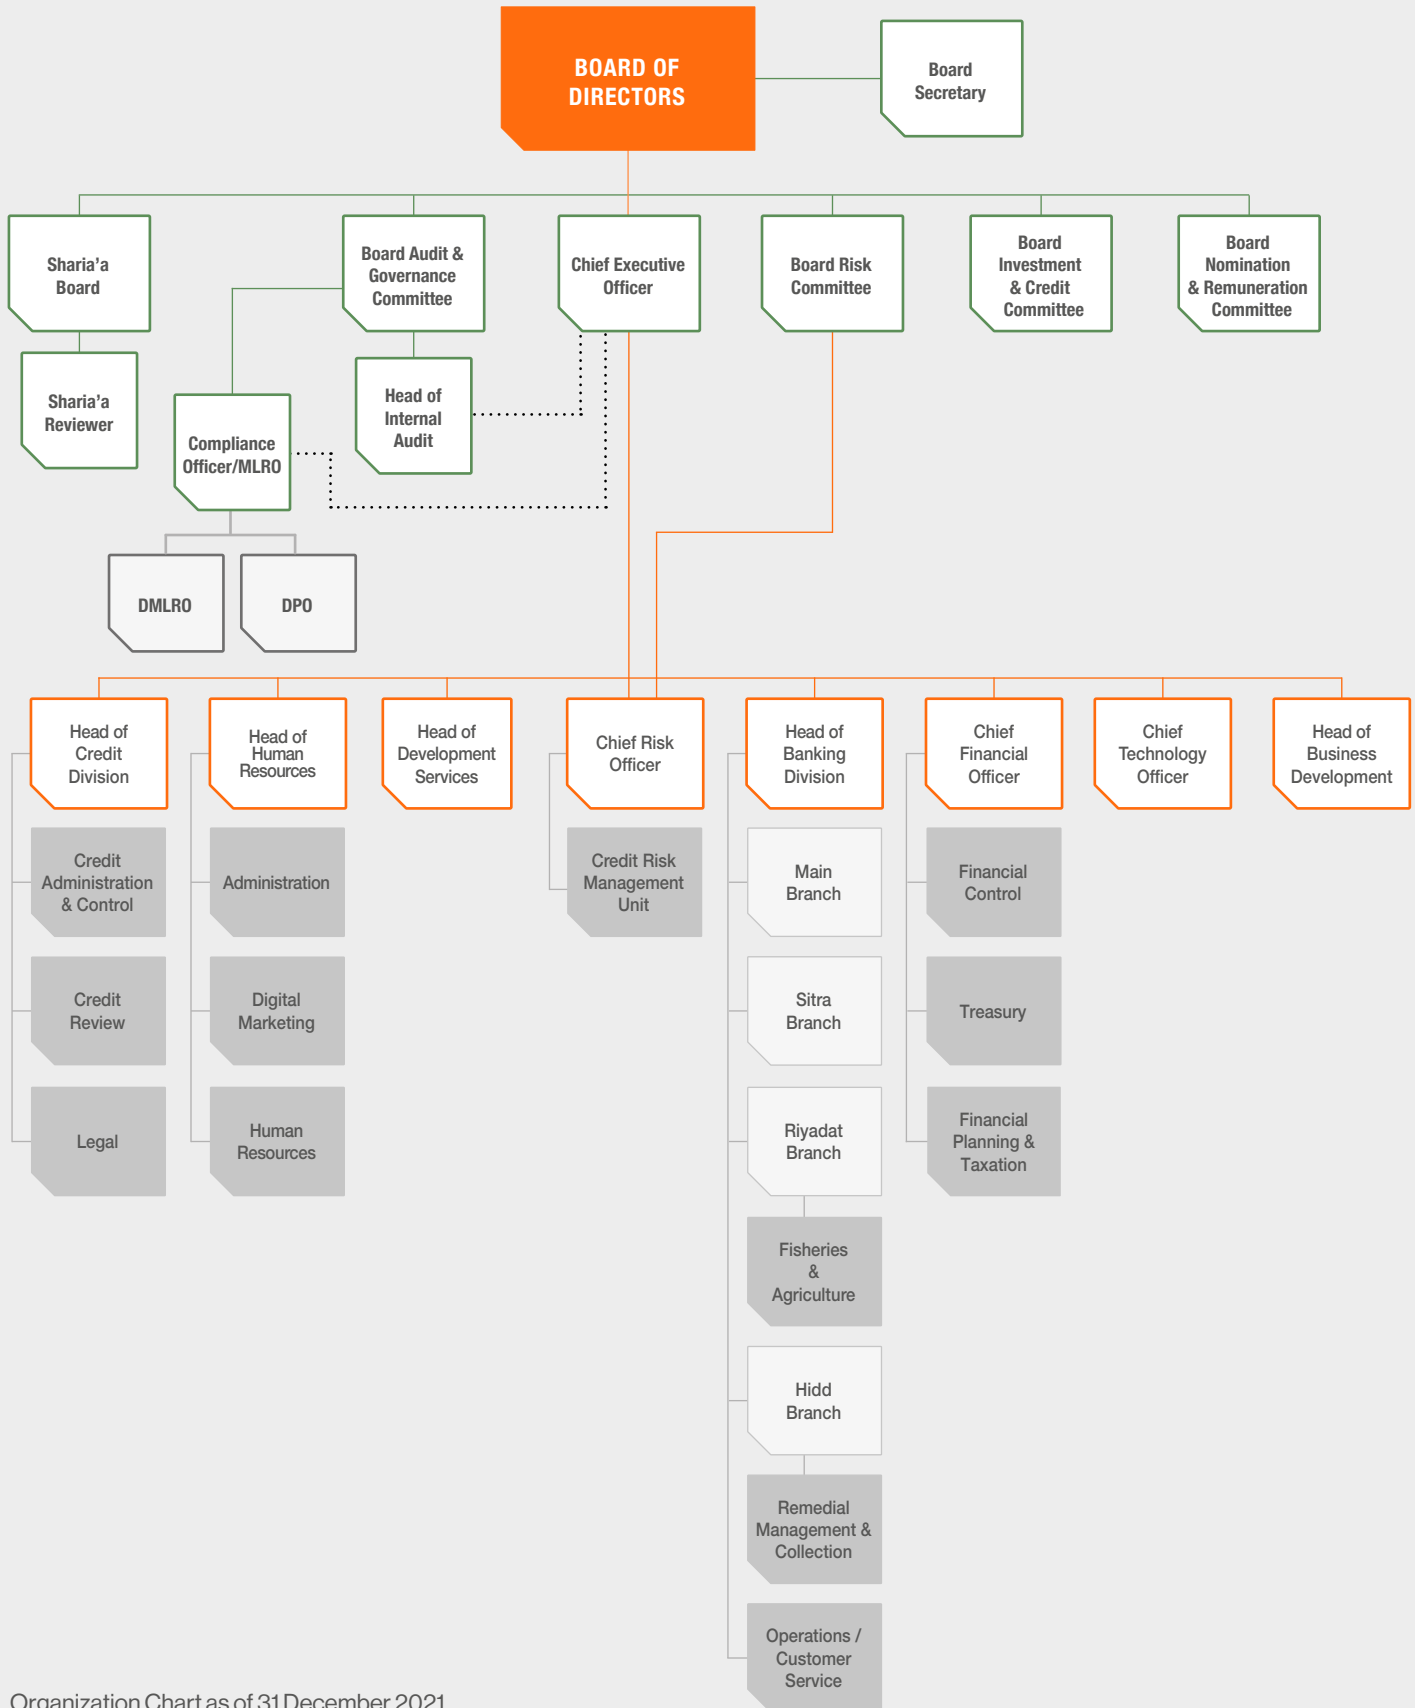 BOARD OF
DIRECTORS
Board
Secretary
Sharia'a
Board
Board Audit &
Governance
Committee
Chief Executive
Officer
Board Risk
Committee
Board
Investment
& Credit
Committee
Board
Nomination
& Remuneration
Committee
Sharia'a
Reviewer
Compliance
Officer/MLRO
Head of
Internal
Audit
DMLRO
DPO
Head of
Credit
Division
Head of
Human
Resources
Head of
Development
Services
Chief Risk
Officer
Head of
Banking
Division
Chief
Financial
Officer
Chief
Technology
Officer
Head of
Business
Development
Credit
Administration
& Control
Administration
Credit Risk
Management
Unit
Main
Branch
Financial
Control
Credit
Review
Digital
Marketing
Sitra
Branch
Treasury
Legal
Human
Resources
Riyadat
Branch
Financial
Planning &
Taxation
Fisheries
&
Agriculture
Hidd
Branch
Remedial
Management &
Collection
Operations /
Customer
Service
Organization Chart as of 31 December 2021